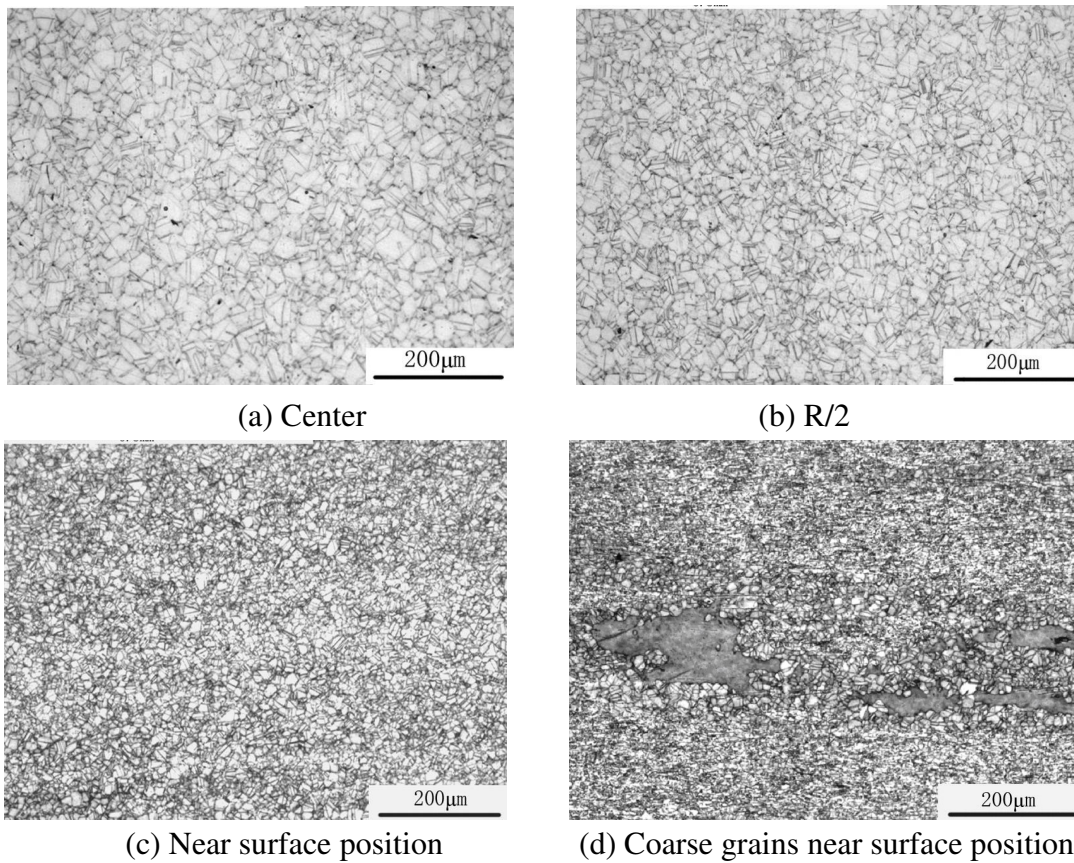 200μm
200μm
(a) Center
(b) R/2
200μm
200μm
(c) Near surface position
(d) Coarse grains near surface position